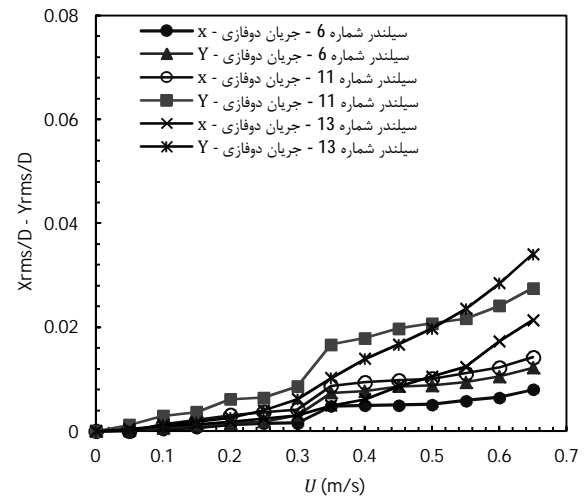 0.08
0.06
0.04
0.02
0
Xrms/D - Yrms/D
سیلندر شماره 6 - جریان دوفازی - x
سیلندر شماره 6 - جریان دوفازی - Y
سیلندر شماره 11 - جریان دوفازی - x
سیلندر شماره 11 - جریان دوفازی - Y
سیلندر شماره 13 - جریان دوفازی - x
سیلندر شماره 13 - جریان دوفازی - Y
0 0.1 0.2 0.3 0.4 0.5 0.6 0.7
U (m/s)